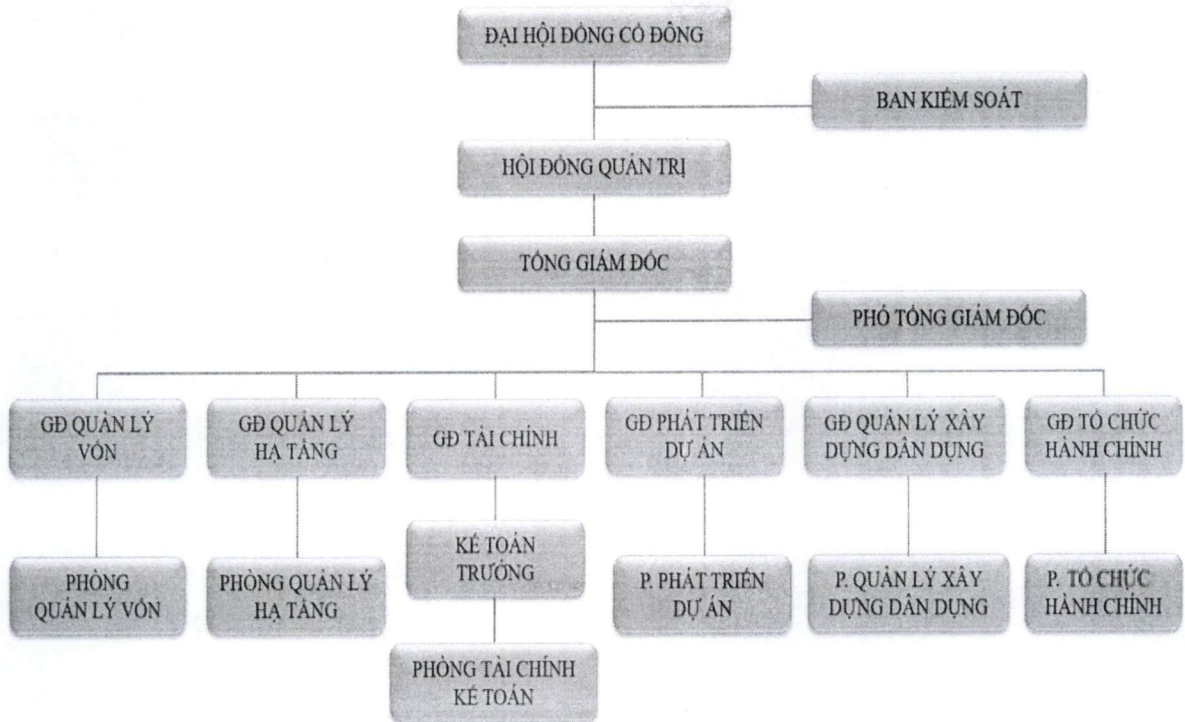 ĐẠI HỘI ĐỒNG CỔ ĐÔNG
BAN KIỂM SOÁT
HỘI ĐỒNG QUẢN TRỊ
TỔNG GIÁM ĐỐC
PHÓ TỔNG GIÁM ĐỐC
GĐ QUẢN LÝ
VỐN
GĐ QUẢN LÝ
HẠ TẦNG
GĐ TÀI CHÍNH
GĐ PHÁT TRIỂN
DỰ ÁN
GĐ QUẢN LÝ XÂY
DỰNG DÂN DỤNG
GĐ TỔ CHỨC
HÀNH CHÍNH
KẾ TOÁN
TRƯỞNG
PHÒNG
QUẢN LÝ VỐN
PHÒNG QUẢN LÝ
HẠ TẦNG
P. PHÁT TRIỂN
DỰ ÁN
P. QUẢN LÝ XÂY
DỰNG DÂN DỤNG
P. TỔ CHỨC
HÀNH CHÍNH
PHÒNG TÀI CHÍNH
KẾ TOÁN